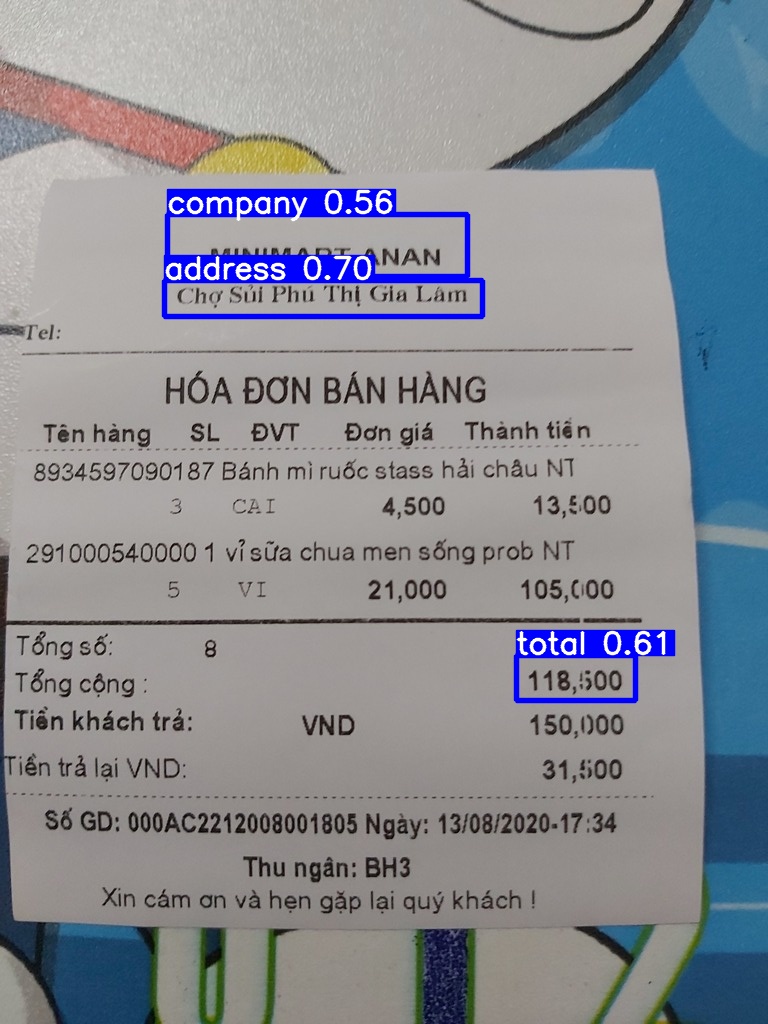 company 0.56
MINIMART ANAN
address 0.70
Chợ Sủi Phú Thị Gia Lâm
Tel:
HÓA ĐƠN BÁN HÀNG
Tên hàng SL ĐVT Đơn giá Thành tiền
8934597090187 Bánh mì ruốc stass hải châu NT
3 CAI 4,500 13,500
291000540000 1 vỉ sữa chua men sống prob NT
5 VI 21,000 105,000
total 0.61
Tổng số: 8
Tổng cộng : 118,500
Tiền khách trả: VND 150,000
Tiền trả lại VND: 31,500
Số GD: 000AC2212008001805 Ngày: 13/08/2020-17:34
Thu ngân: BH3
Xin cám ơn và hẹn gặp lại quý khách !